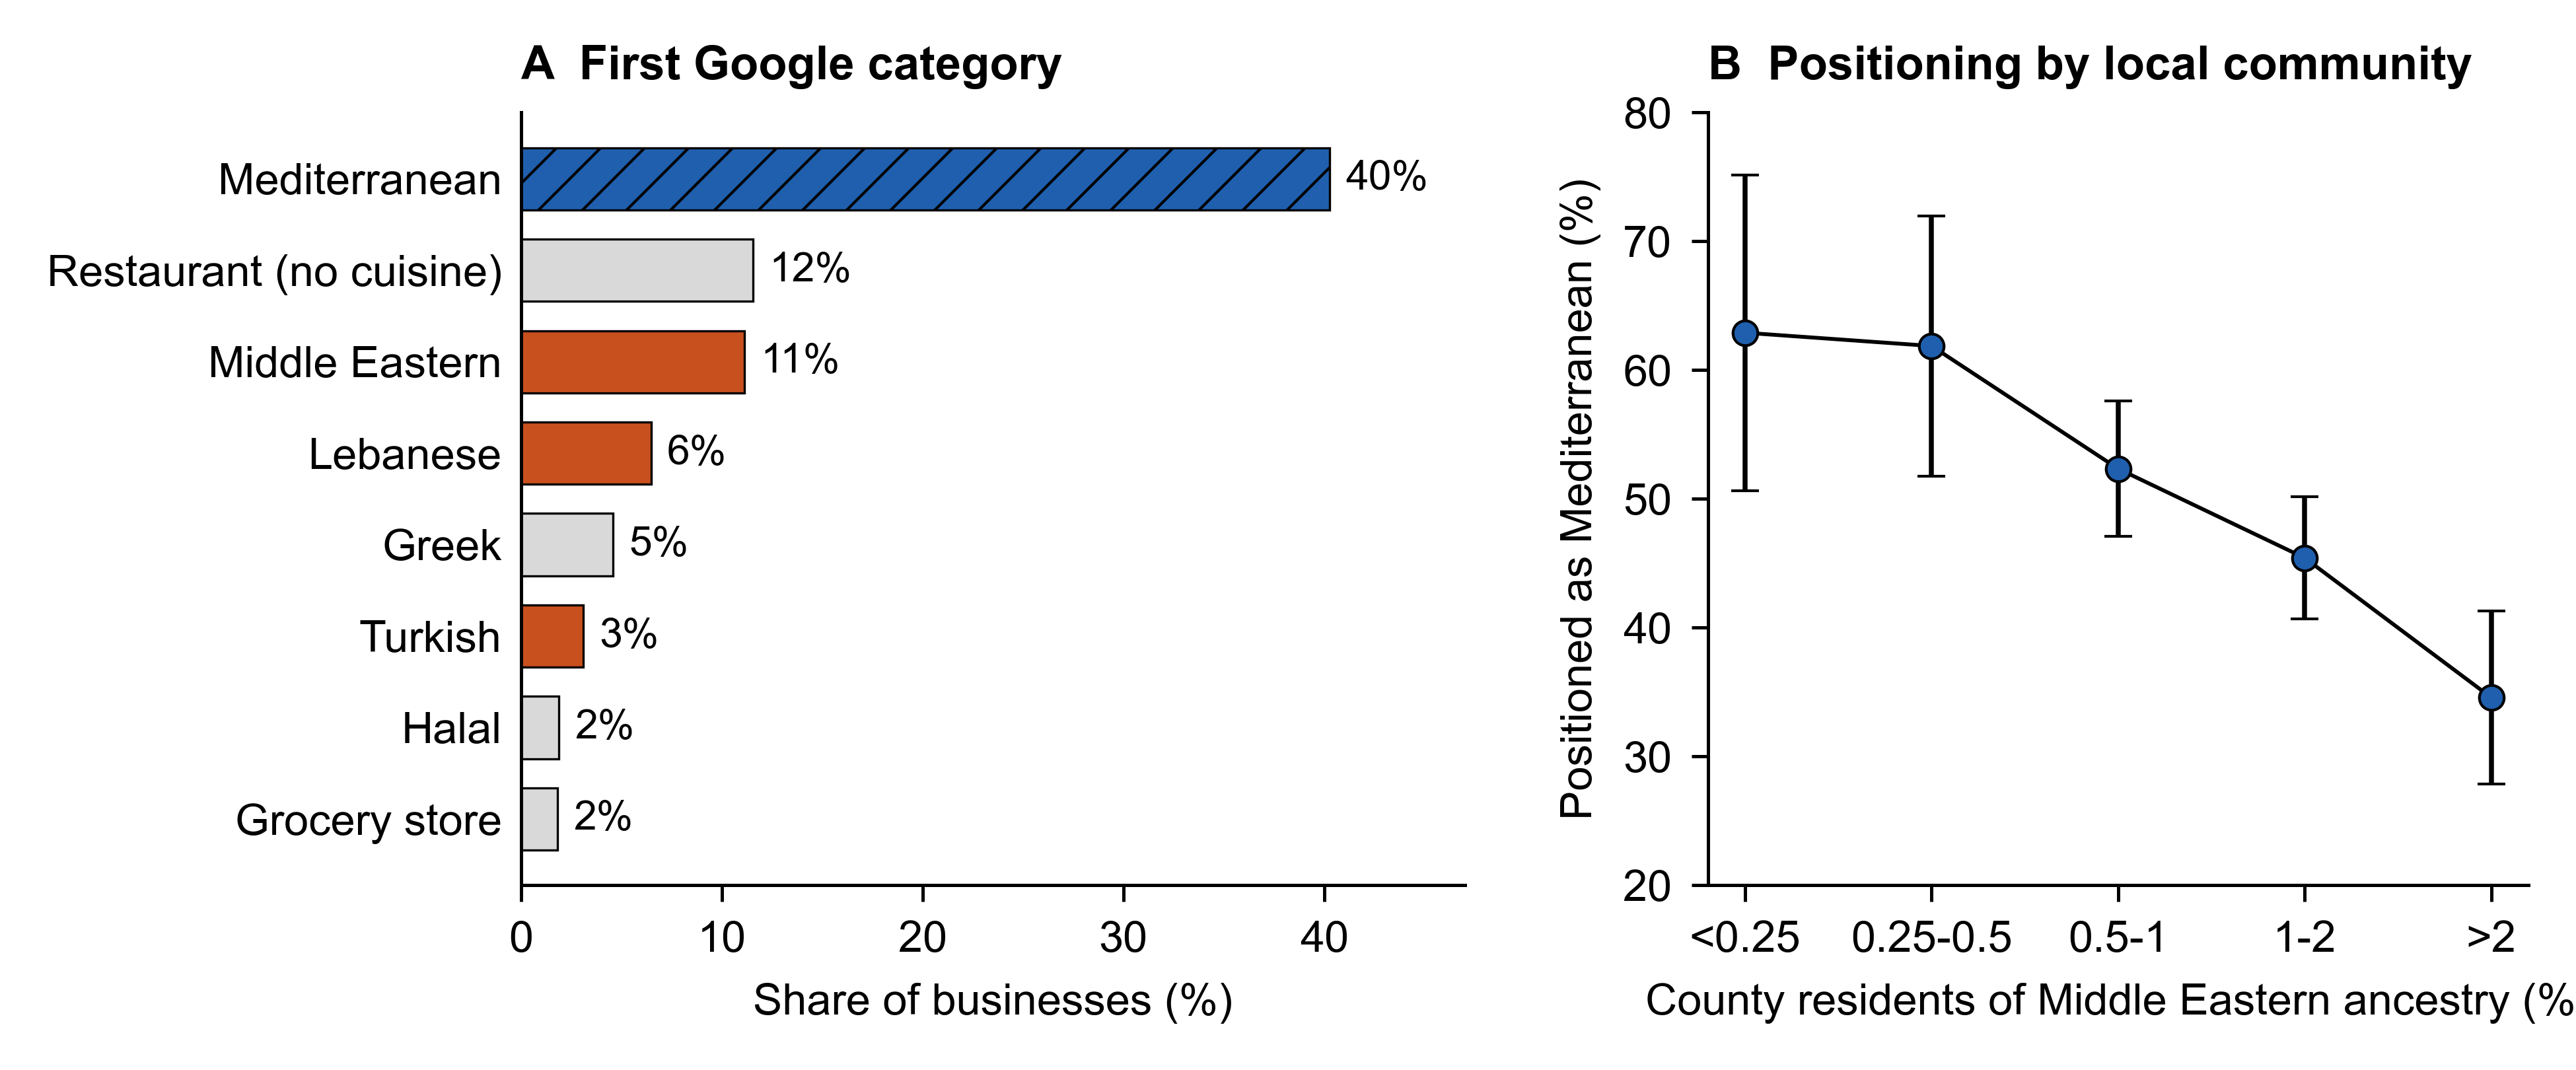 A First Google category
Mediterranean
40%
Restaurant (no cuisine)
12%
Middle Eastern
11%
Lebanese
6%
Greek
5%
Turkish
3%
Halal
2%
Grocery store
2%
0 10 20 30 40
Share of businesses (%)
B Positioning by local community
Positioned as Mediterranean (%)
80
70
60
50
40
30
20
<0.25 0.25-0.5 0.5-1 1-2 >2
County residents of Middle Eastern ancestry (%